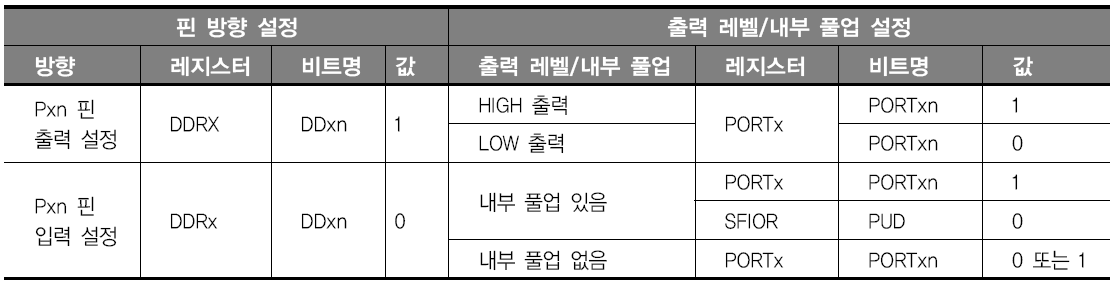 핀 방향 설정 출력 레벨/내부 풀업 설정
방향 레지스터 비트명 값 출력 레벨/내부 풀업 레지스터 비트명 값
Pxn 핀
출력 설정
DDRX DDxn 1
HIGH 출력 PORTx PORTxn 1
LOW 출력 PORTxn 0
Pxn 핀
입력 설정
DDRx DDxn 0
내부 풀업 있음 PORTx PORTxn 1
SFIOR PUD 0
내부 풀업 없음 PORTx PORTxn 0 또는 1